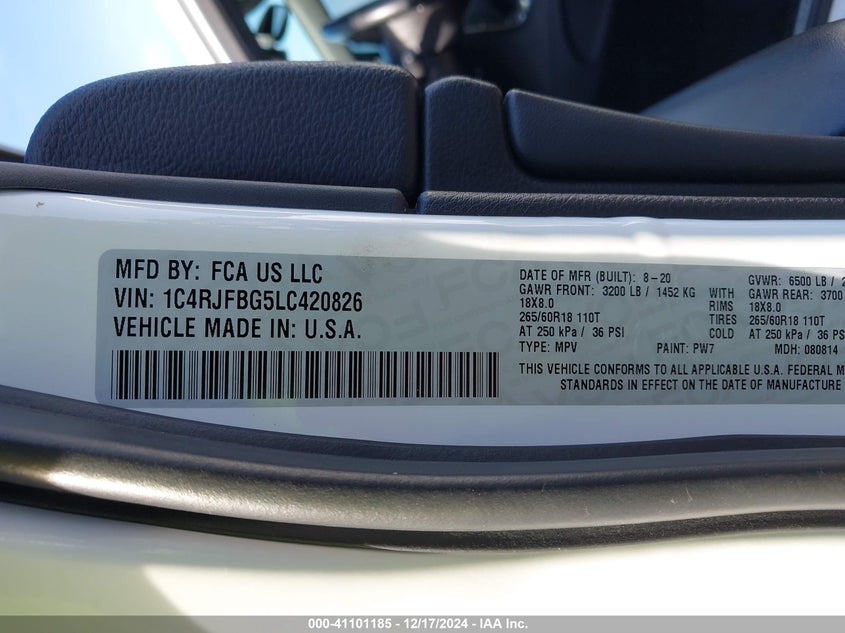 MFD BY: FCA US LLC
VIN: 1C4RJFBG5LC420826
VEHICLE MADE IN: U.S.A.
DATE OF MFR (BUILT): 8-20 GVWR: 6500 LB /
GAWR FRONT: 3200 LB / 1452 KG WITH GAWR REAR: 3700
18X8.0 RIMS 18X8.0
265/60R18 110T TIRES 265/60R18 110T
AT 250 kPa / 36 PSI COLD AT 250 kPa / 36
TYPE: MPV PAINT: PW7 MDH: 080814
THIS VEHICLE CONFORMS TO ALL APPLICABLE U.S.A. FEDERAL
STANDARDS IN EFFECT ON THE DATE OF MANUFACTURE
000-41101185 - 12/17/2024 - IAA Inc.